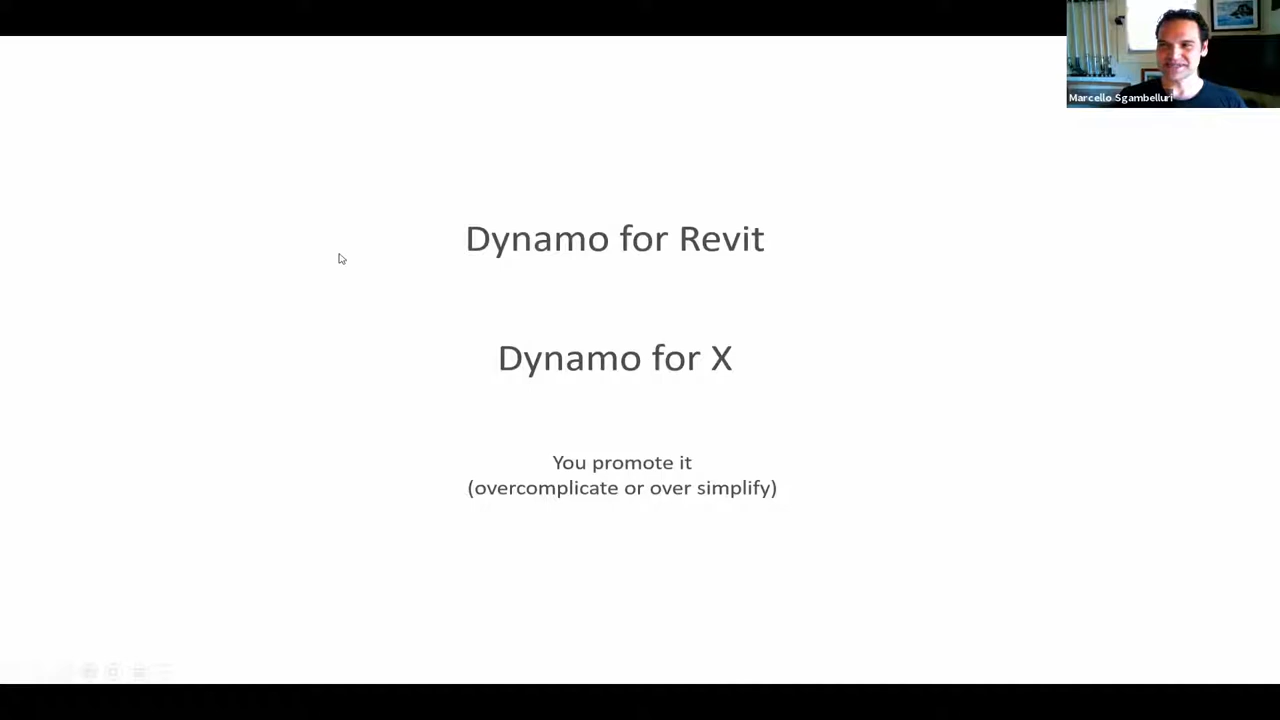 Marcello Sgambelluri
Dynamo for Revit
Dynamo for X
You promote it
(overcomplicate or over simplify)